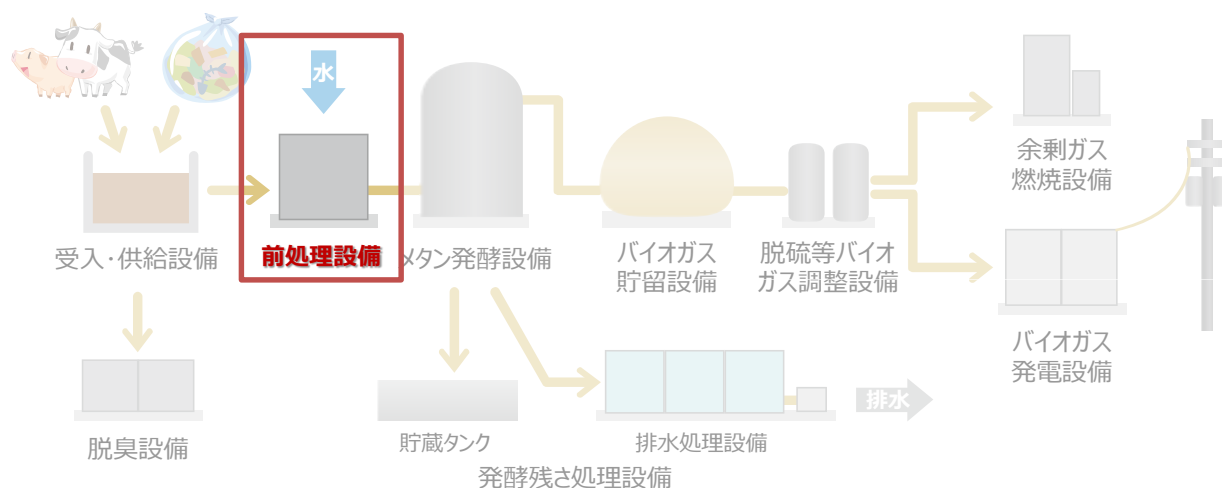 水
前処理設備
受入・供給設備
メタン発酵設備
バイオガス
貯留設備
脱硫等バイオ
ガス調整設備
余剰ガス
燃焼設備
バイオガス
発電設備
脱臭設備
貯蔵タンク
排水処理設備
排水
発酵残さ処理設備